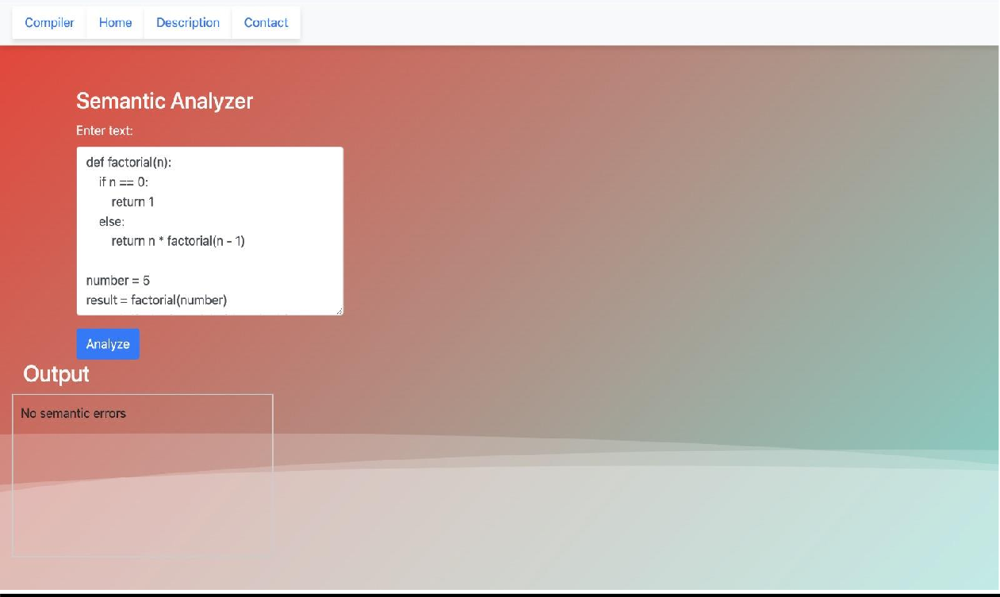 Compiler Home Description Contact
Semantic Analyzer
Enter text:
def factorial(n):
    if n == 0:
        return 1
    else:
        return n * factorial(n - 1)
number = 5
result = factorial(number)
Analyze
Output
No semantic errors